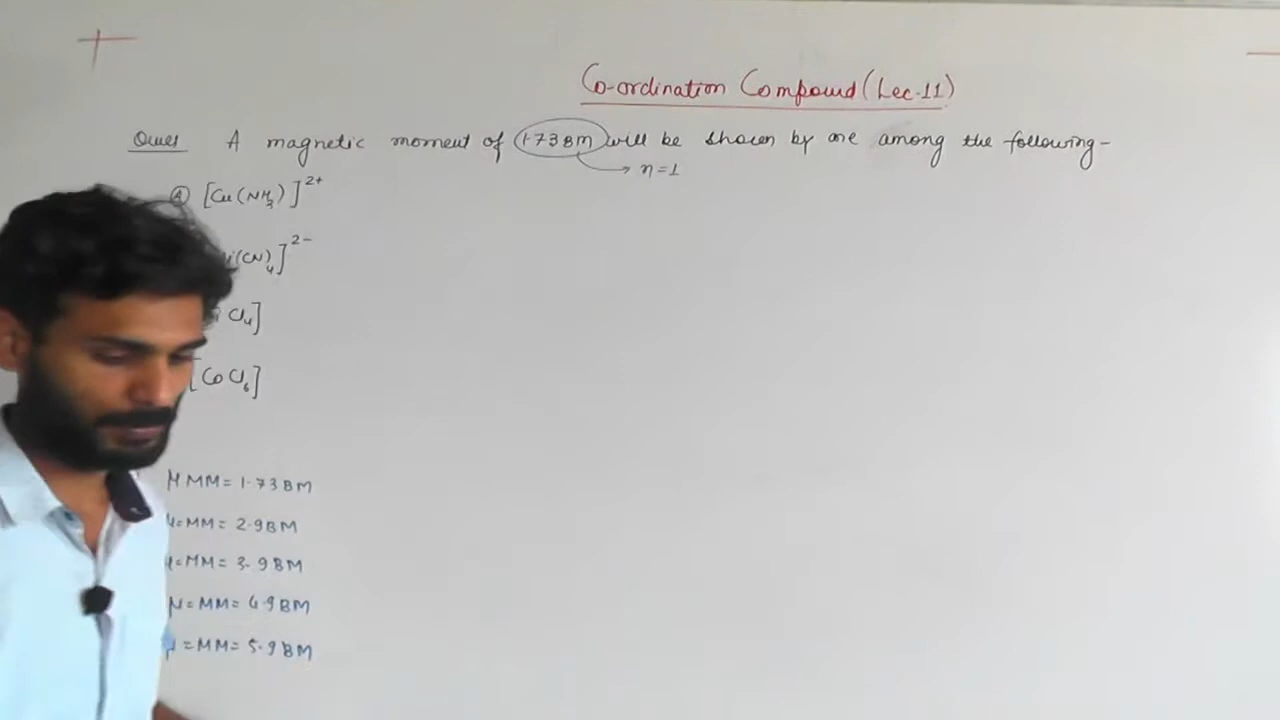 Co-ordination Compound (Lec-11)
Ques A magnetic moment of 1.73 BM will be shown by one among the following-
→ n=1
Ⓐ [Cu(NH3)]2+
i(CN)4]2-
Cl4]
[CoCl6]
μ MM = 1.73 BM
μ=MM= 2.9 BM
μ=MM= 3.9 BM
μ=MM= 4.9 BM
μ=MM= 5.9 BM